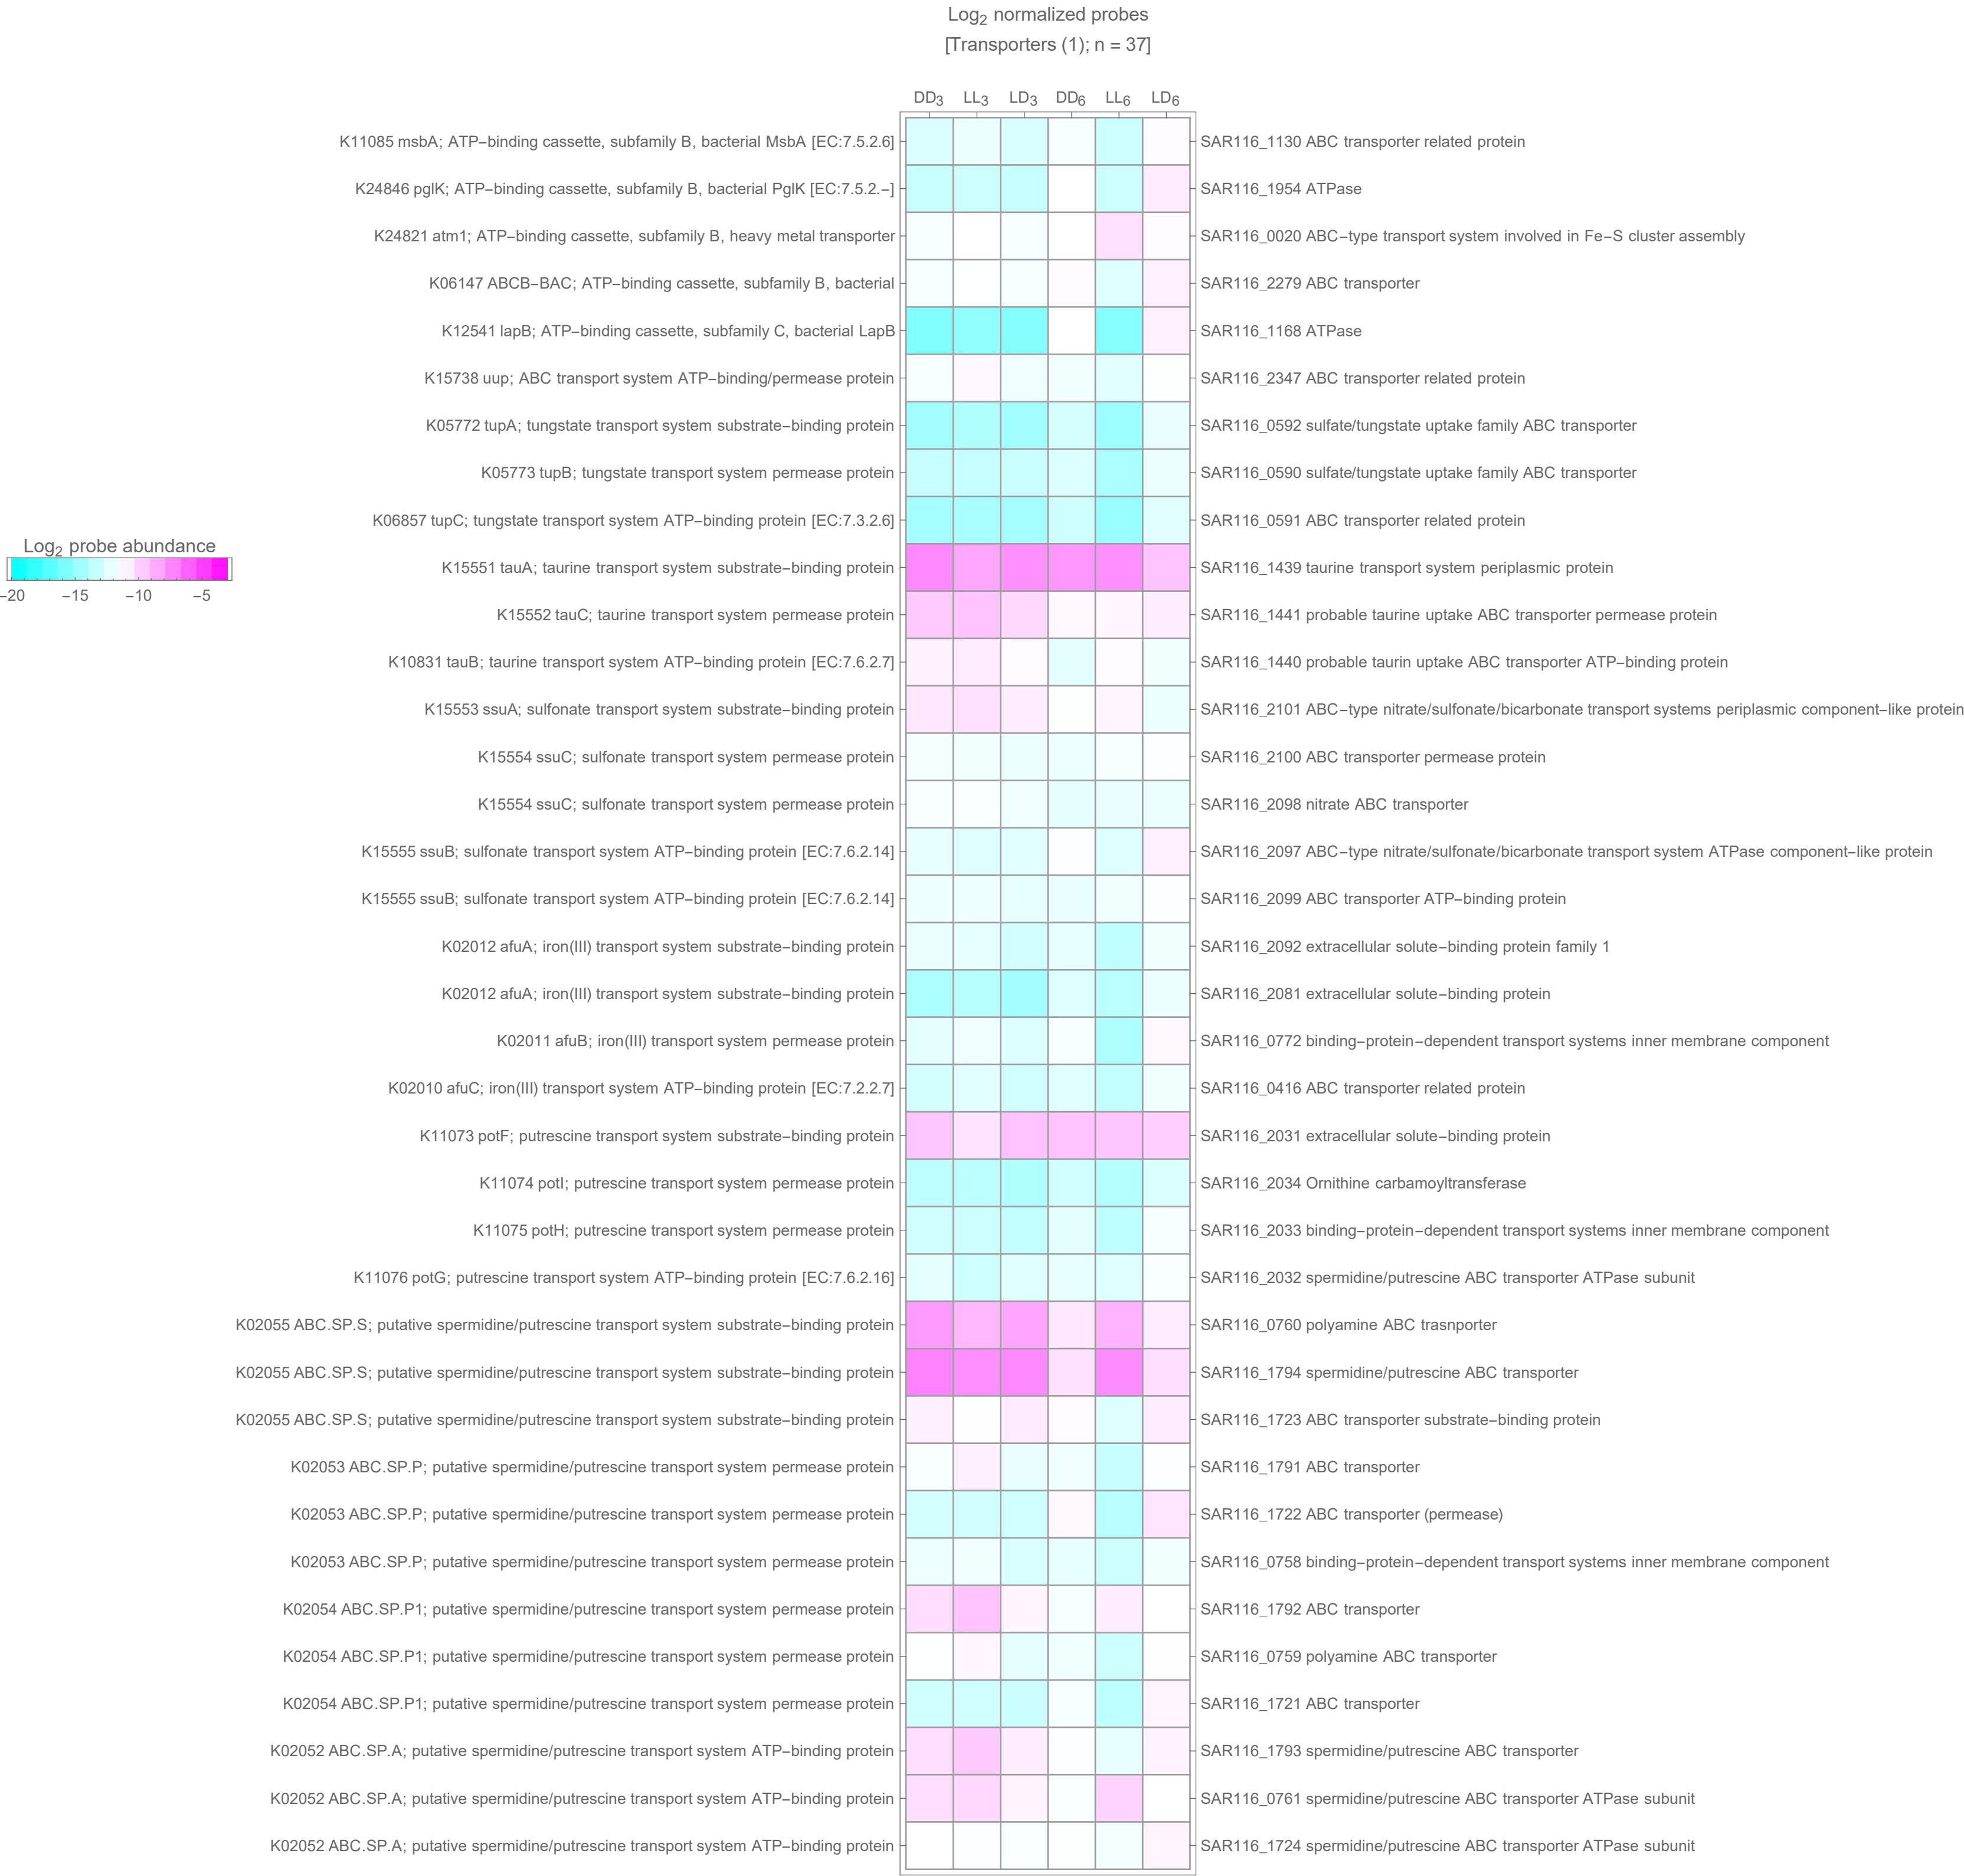 Log2 normalized probes
[Transporters (1); n = 37]
DD3 LL3 LD3 DD6 LL6 LD6
K11085 msbA; ATP−binding cassette, subfamily B, bacterial MsbA [EC:7.5.2.6] SAR116_1130 ABC transporter related protein
K24846 pglK; ATP−binding cassette, subfamily B, bacterial PglK [EC:7.5.2.−] SAR116_1954 ATPase
K24821 atm1; ATP−binding cassette, subfamily B, heavy metal transporter SAR116_0020 ABC−type transport system involved in Fe−S cluster assembly
K06147 ABCB−BAC; ATP−binding cassette, subfamily B, bacterial SAR116_2279 ABC transporter
K12541 lapB; ATP−binding cassette, subfamily C, bacterial LapB SAR116_1168 ATPase
K15738 uup; ABC transport system ATP−binding/permease protein SAR116_2347 ABC transporter related protein
K05772 tupA; tungstate transport system substrate−binding protein SAR116_0592 sulfate/tungstate uptake family ABC transporter
K05773 tupB; tungstate transport system permease protein SAR116_0590 sulfate/tungstate uptake family ABC transporter
K06857 tupC; tungstate transport system ATP−binding protein [EC:7.3.2.6] SAR116_0591 ABC transporter related protein
Log2 probe abundance
−20 −15 −10 −5
K15551 tauA; taurine transport system substrate−binding protein SAR116_1439 taurine transport system periplasmic protein
K15552 tauC; taurine transport system permease protein SAR116_1441 probable taurine uptake ABC transporter permease protein
K10831 tauB; taurine transport system ATP−binding protein [EC:7.6.2.7] SAR116_1440 probable taurin uptake ABC transporter ATP−binding protein
K15553 ssuA; sulfonate transport system substrate−binding protein SAR116_2101 ABC−type nitrate/sulfonate/bicarbonate transport systems periplasmic component−like protein
K15554 ssuC; sulfonate transport system permease protein SAR116_2100 ABC transporter permease protein
K15554 ssuC; sulfonate transport system permease protein SAR116_2098 nitrate ABC transporter
K15555 ssuB; sulfonate transport system ATP−binding protein [EC:7.6.2.14] SAR116_2097 ABC−type nitrate/sulfonate/bicarbonate transport system ATPase component−like protein
K15555 ssuB; sulfonate transport system ATP−binding protein [EC:7.6.2.14] SAR116_2099 ABC transporter ATP−binding protein
K02012 afuA; iron(III) transport system substrate−binding protein SAR116_2092 extracellular solute−binding protein family 1
K02012 afuA; iron(III) transport system substrate−binding protein SAR116_2081 extracellular solute−binding protein
K02011 afuB; iron(III) transport system permease protein SAR116_0772 binding−protein−dependent transport systems inner membrane component
K02010 afuC; iron(III) transport system ATP−binding protein [EC:7.2.2.7] SAR116_0416 ABC transporter related protein
K11073 potF; putrescine transport system substrate−binding protein SAR116_2031 extracellular solute−binding protein
K11074 potI; putrescine transport system permease protein SAR116_2034 Ornithine carbamoyltransferase
K11075 potH; putrescine transport system permease protein SAR116_2033 binding−protein−dependent transport systems inner membrane component
K11076 potG; putrescine transport system ATP−binding protein [EC:7.6.2.16] SAR116_2032 spermidine/putrescine ABC transporter ATPase subunit
K02055 ABC.SP.S; putative spermidine/putrescine transport system substrate−binding protein SAR116_0760 polyamine ABC trasnporter
K02055 ABC.SP.S; putative spermidine/putrescine transport system substrate−binding protein SAR116_1794 spermidine/putrescine ABC transporter
K02055 ABC.SP.S; putative spermidine/putrescine transport system substrate−binding protein SAR116_1723 ABC transporter substrate−binding protein
K02053 ABC.SP.P; putative spermidine/putrescine transport system permease protein SAR116_1791 ABC transporter
K02053 ABC.SP.P; putative spermidine/putrescine transport system permease protein SAR116_1722 ABC transporter (permease)
K02053 ABC.SP.P; putative spermidine/putrescine transport system permease protein SAR116_0758 binding−protein−dependent transport systems inner membrane component
K02054 ABC.SP.P1; putative spermidine/putrescine transport system permease protein SAR116_1792 ABC transporter
K02054 ABC.SP.P1; putative spermidine/putrescine transport system permease protein SAR116_0759 polyamine ABC transporter
K02054 ABC.SP.P1; putative spermidine/putrescine transport system permease protein SAR116_1721 ABC transporter
K02052 ABC.SP.A; putative spermidine/putrescine transport system ATP−binding protein SAR116_1793 spermidine/putrescine ABC transporter
K02052 ABC.SP.A; putative spermidine/putrescine transport system ATP−binding protein SAR116_0761 spermidine/putrescine ABC transporter ATPase subunit
K02052 ABC.SP.A; putative spermidine/putrescine transport system ATP−binding protein SAR116_1724 spermidine/putrescine ABC transporter ATPase subunit